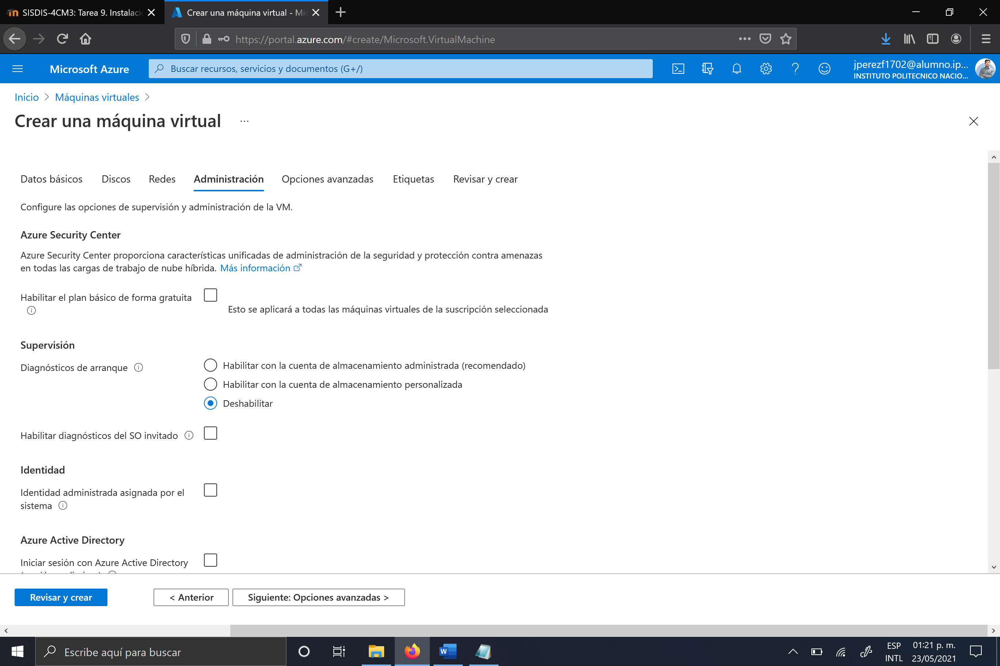 SISDIS-4CM3: Tarea 9. Instalaci
Crear una máquina virtual - Mic
https://portal.azure.com/#create/Microsoft.VirtualMachine
Microsoft Azure
Buscar recursos, servicios y documentos (G+/)
jperezf1702@alumno.ip...
INSTITUTO POLITECNICO NACIO...
Inicio > Máquinas virtuales >
Crear una máquina virtual ...
Datos básicos Discos Redes Administración Opciones avanzadas Etiquetas Revisar y crear
Configure las opciones de supervisión y administración de la VM.
Azure Security Center
Azure Security Center proporciona características unificadas de administración de la seguridad y protección contra amenazas
en todas las cargas de trabajo de nube híbrida. Más información
Habilitar el plan básico de forma gratuita
Esto se aplicará a todas las máquinas virtuales de la suscripción seleccionada
Supervisión
Diagnósticos de arranque
Habilitar con la cuenta de almacenamiento administrada (recomendado)
Habilitar con la cuenta de almacenamiento personalizada
Deshabilitar
Habilitar diagnósticos del SO invitado
Identidad
Identidad administrada asignada por el
sistema
Azure Active Directory
Iniciar sesión con Azure Active Directory
Revisar y crear
< Anterior
Siguiente: Opciones avanzadas >
Escribe aquí para buscar
ESP
INTL
01:21 p. m.
23/05/2021